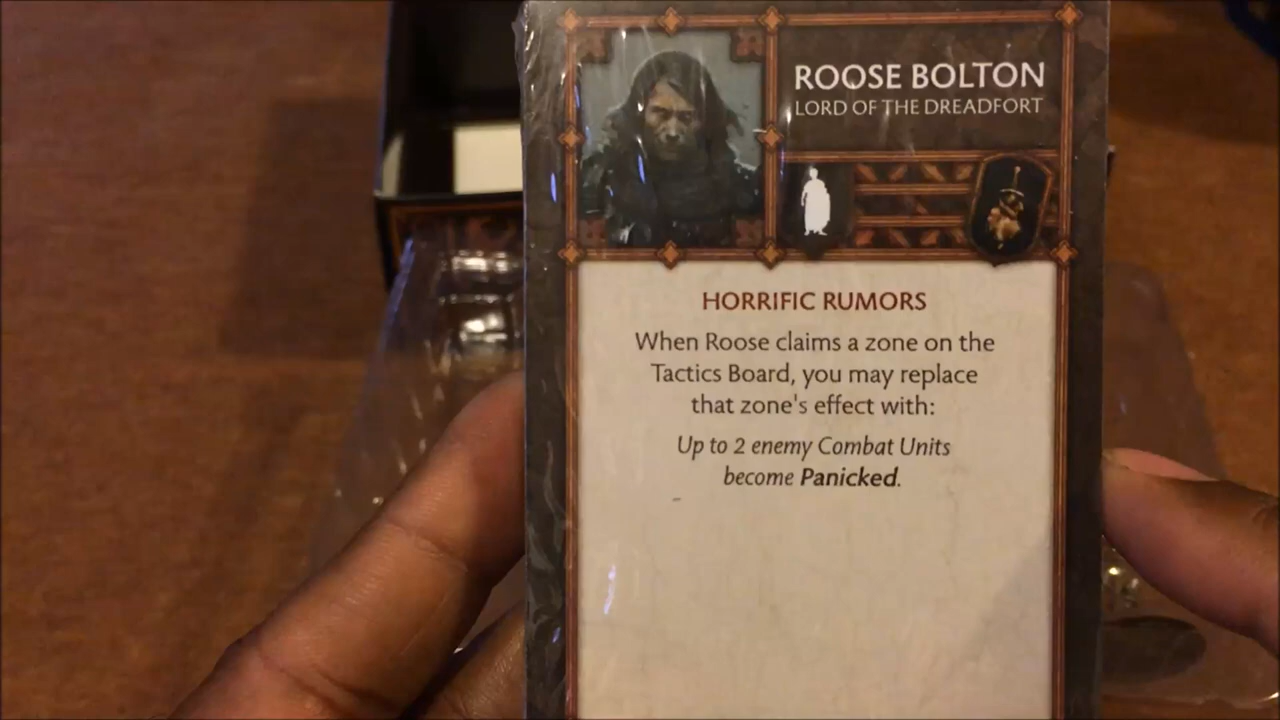 ROOSE BOLTON
LORD OF THE DREADFORT
HORRIFIC RUMORS
When Roose claims a zone on the
Tactics Board, you may replace
that zone's effect with:
Up to 2 enemy Combat Units
become Panicked.